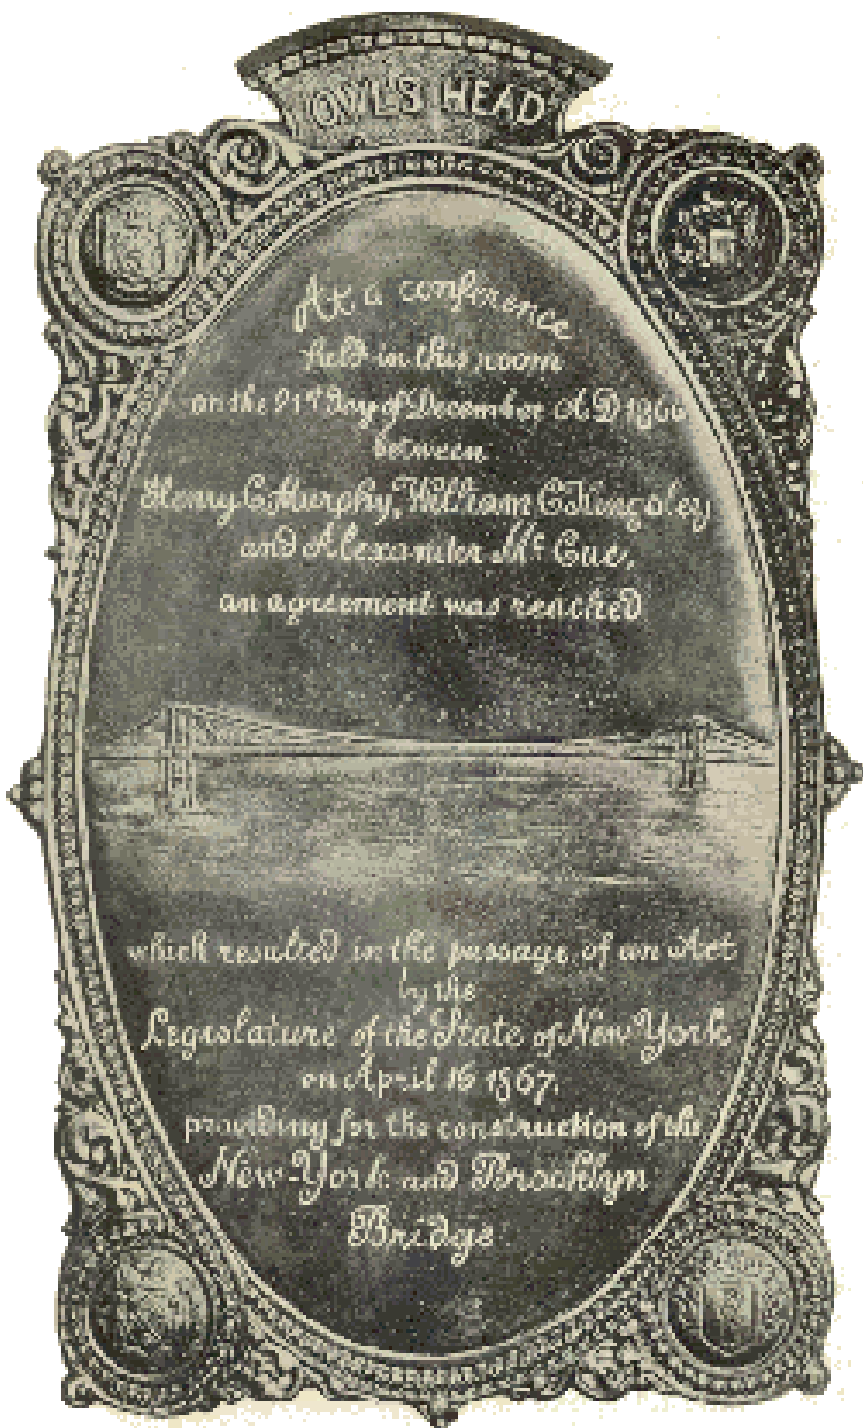 OWL'S HEAD
At a conference
held in this room
on the 21st day of December A.D 1866
between
Henry C Murphy, William C Kingsley
and Alexander Mc Cue,
an agreement was reached
which resulted in the passage of an Act
by the
Legislature of the State of New York
on April 16 1867,
providing for the construction of the
New-York and Brooklyn
Bridge